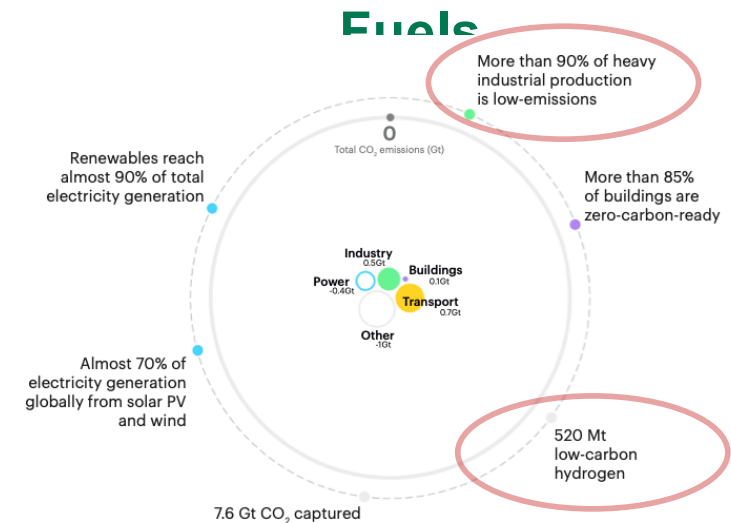 Fuels
More than 90% of heavy
industrial production
is low-emissions
0
Total CO₂ emissions (Gt)
Renewables reach
almost 90% of total
electricity generation
More than 85%
of buildings are
zero-carbon-ready
Industry
0.5Gt
Buildings
0.1Gt
Power
-0.4Gt
Transport
0.7Gt
Other
-1Gt
Almost 70% of
electricity generation
globally from solar PV
and wind
520 Mt
low-carbon
hydrogen
7.6 Gt CO₂ captured